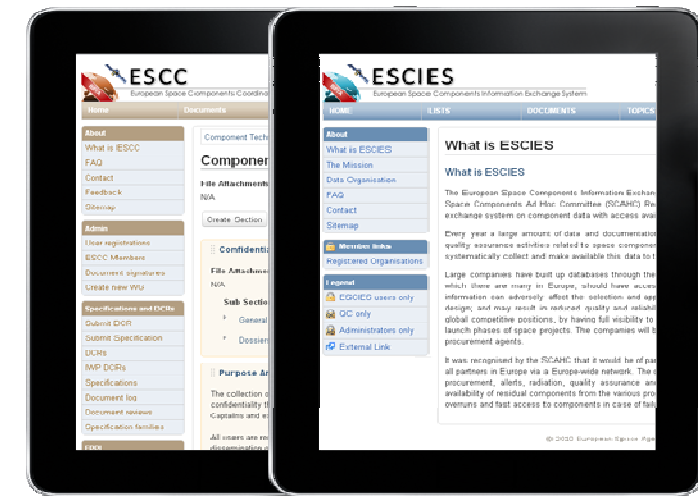 ESCC
European Space Components Coordina
Home Documents
About
What is ESCC
FAQ
Contact
Feedback
Sitemap
Admin
User registrations
ESCC Members
Document signatures
Create new WG
Specifications and DCRs
Submit DCR
Submit Specification
DCRs
IWP DCRs
Specifications
Document log
Document reviews
Specification families
Component Tech
Componen
File Attachments
N/A
Create Section
Confidentia
File Attachme
N/A
Sub Sectio
General
Dossier
Purpose An
The collection o
confidentiality th
Captains and e
All users are re
dissemination o
ESCIES
European Space Components Information Exchange System
HOME LISTS DOCUMENTS TOPICS
About
What is ESCIES
The Mission
Data Organisation
FAQ
Contact
Sitemap
Member links
Registered Organisations
Legend
ESCIES users only
QC only
Administrators only
External Link
What is ESCIES
What is ESCIES
The European Space Components Information Exchan
Space Components Ad Hoc Committee (SCAHC) Re
exchange system on component data with access avai
Every year a large amount of data and documentation
quality assurance activities related to space componen
systematically collect and make available this data to t
Large companies have built up databases through the
which there are many in Europe, should have acces
information can adversely affect the selection and app
design; and may result in reduced quality and reliabili
global competitive positions, by having full visibility to
launch phases of space projects. The companies will b
procurement agents.
It was recognised by the SCAHC that it would be of par
all partners in Europe via a Europe-wide network. The s
procurement, alerts, radiation, quality assurance an
availability of residual components from the various pro
overruns and fast access to components in case of failu
© 2010 European Space Age